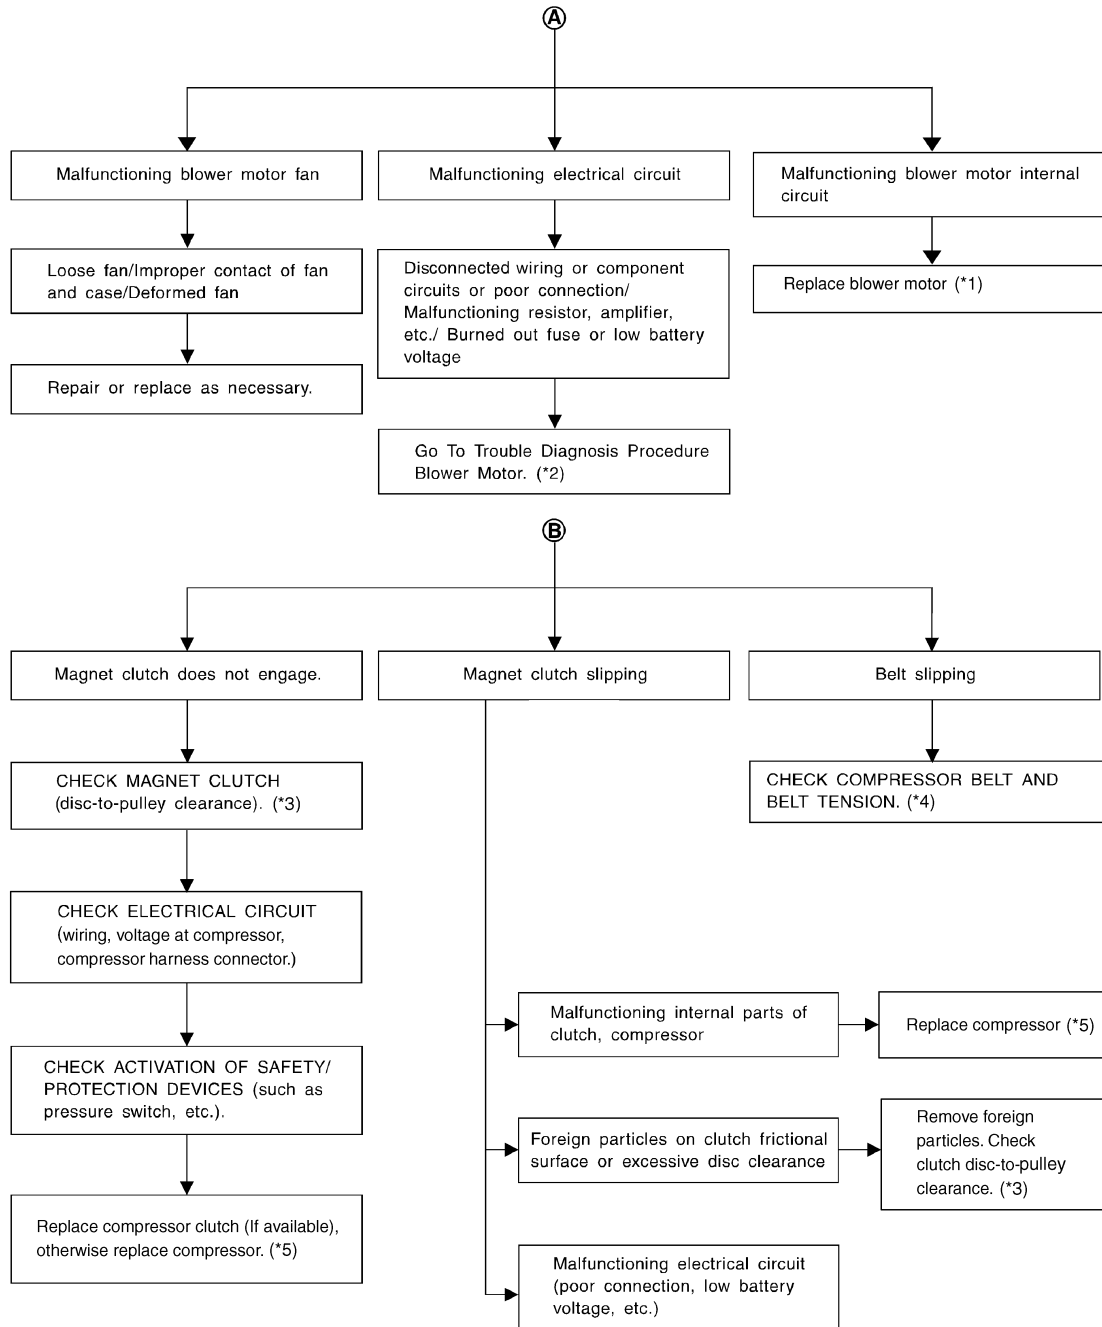 A
Malfunctioning blower motor fan
Malfunctioning electrical circuit
Malfunctioning blower motor internal
circuit
Loose fan/Improper contact of fan
and case/Deformed fan
Disconnected wiring or component
circuits or poor connection/
Malfunctioning resistor, amplifier,
etc./ Burned out fuse or low battery
voltage
Replace blower motor (*1)
Repair or replace as necessary.
Go To Trouble Diagnosis Procedure
Blower Motor. (*2)
B
Magnet clutch does not engage.
Magnet clutch slipping
Belt slipping
CHECK MAGNET CLUTCH
(disc-to-pulley clearance). (*3)
CHECK COMPRESSOR BELT AND
BELT TENSION. (*4)
CHECK ELECTRICAL CIRCUIT
(wiring, voltage at compressor,
compressor harness connector.)
Malfunctioning internal parts of
clutch, compressor
Replace compressor (*5)
CHECK ACTIVATION OF SAFETY/
PROTECTION DEVICES (such as
pressure switch, etc.).
Foreign particles on clutch frictional
surface or excessive disc clearance
Remove foreign
particles. Check
clutch disc-to-pulley
clearance. (*3)
Replace compressor clutch (If available),
otherwise replace compressor. (*5)
Malfunctioning electrical circuit
(poor connection, low battery
voltage, etc.)